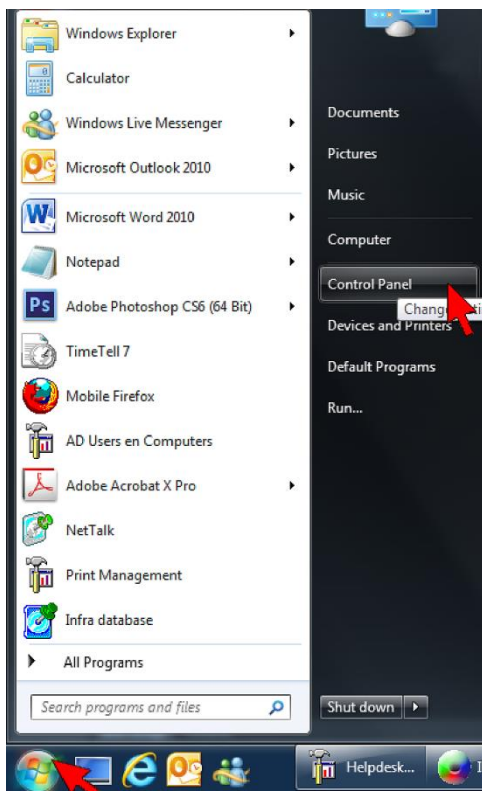 Windows Explorer
Calculator
Windows Live Messenger
Microsoft Outlook 2010
Microsoft Word 2010
Notepad
Ps
Adobe Photoshop CS6 (64 Bit)
TimeTell 7
Mobile Firefox
AD Users en Computers
Adobe Acrobat X Pro
NetTalk
Print Management
Infra database
All Programs
Search programs and files
Documents
Pictures
Music
Computer
Control Panel
Devices and Printers
Default Programs
Run...
Shut down
Helpdesk...